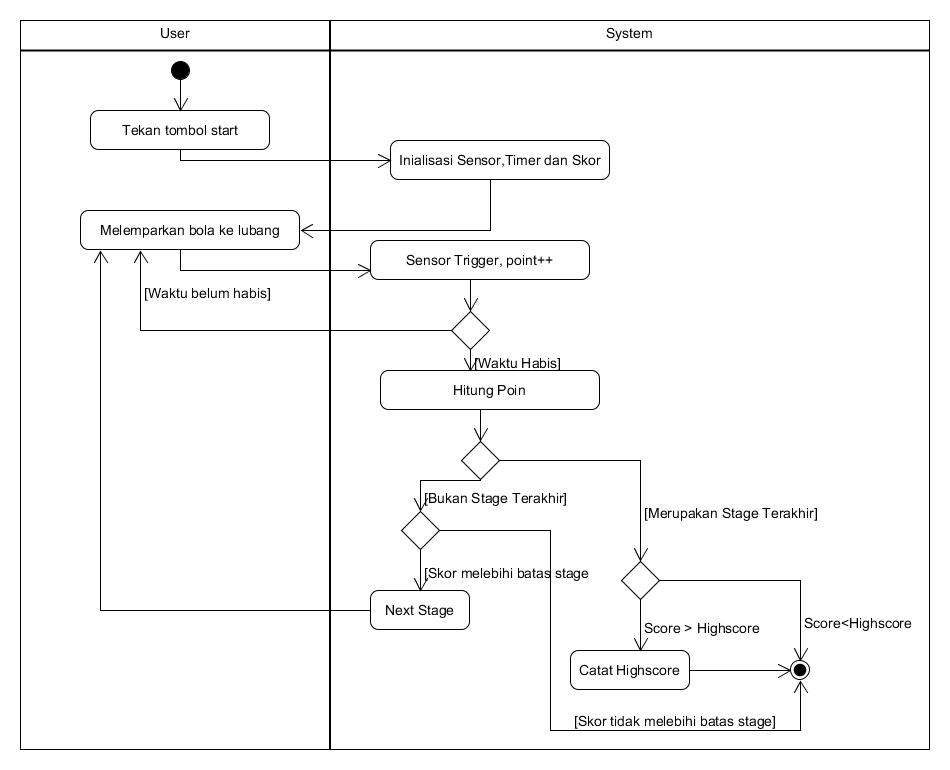 User
System
Tekan tombol start
Inialisasi Sensor,Timer dan Skor
Melemparkan bola ke lubang
Sensor Trigger, point++
[Waktu belum habis]
[Waktu Habis]
Hitung Poin
[Bukan Stage Terakhir]
[Merupakan Stage Terakhir]
[Skor melebihi batas stage
Next Stage
Score > Highscore
Score<Highscore
Catat Highscore
[Skor tidak melebihi batas stage]